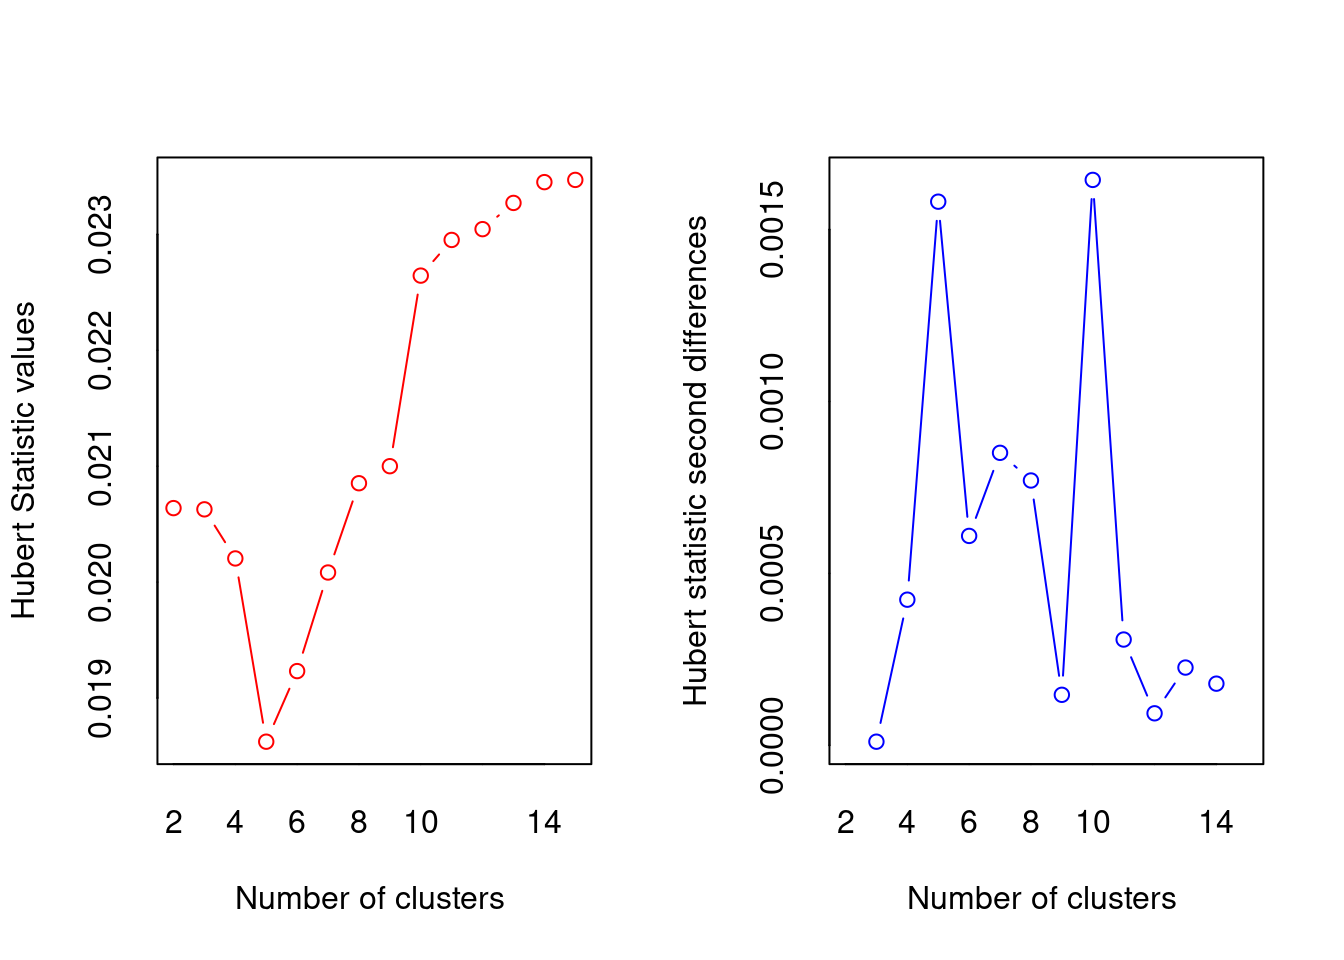 Hubert Statistic values
0.023
0.022
0.021
0.020
0.019
2 4 6 8 10 14
Number of clusters
Hubert statistic second differences
0.0015
0.0010
0.0005
0.0000
2 4 6 8 10 14
Number of clusters